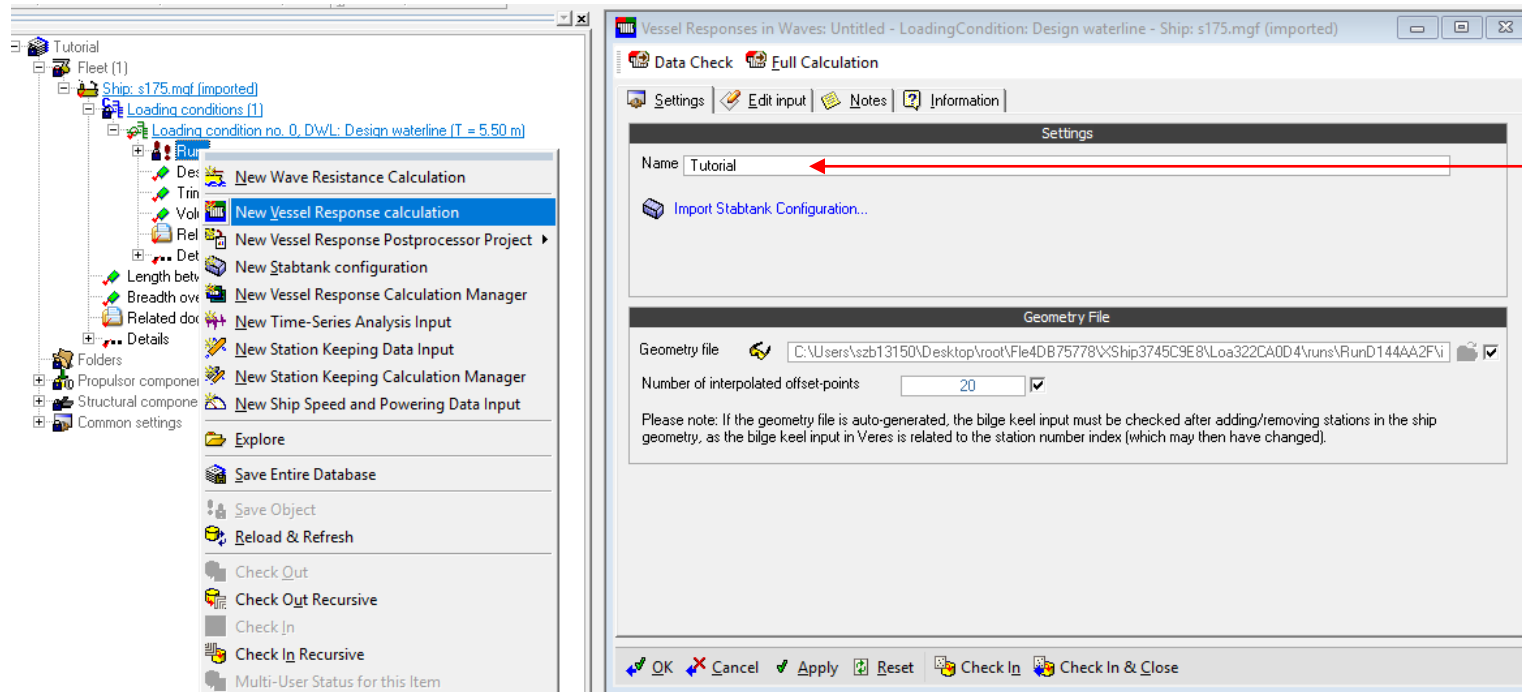 Tutorial
Fleet (1)
Ship: s175.mgf (imported)
Loading conditions (1)
Loading condition no. 0, DWL: Design waterline (T = 5.50 m)
Length
Related
Details
Folders
Propulsor
Structural
Common settings
New Wave Resistance Calculation
New Vessel Response calculation
New Vessel Response Postprocessor Project
New Stabtank configuration
New Vessel Response Calculation Manager
New Time-Series Analysis Input
New Station Keeping Data Input
New Station Keeping Calculation Manager
New Ship Speed and Powering Data Input
Explore
Save Entire Database
Save Object
Reload & Refresh
Check Out
Check Out Recursive
Check In
Check In Recursive
Multi-User Status for this Item
Vessel Responses in Waves: Untitled - LoadingCondition: Design waterline - Ship: s175.mgf (imported)
Data Check Full Calculation
Settings Edit input Notes Information
Settings
Name Tutorial
Import Stabtank Configuration...
Geometry File
Geometry file C:\Users\szb13150\Desktop\root\Fle4DB75778\XShip3745C9E8\Loa322CA0D4\runs\RunD144AA2F\i
Number of interpolated offset-points 20
Please note: If the geometry file is auto-generated, the bilge keel input must be checked after adding/removing stations in the ship
geometry, as the bilge keel input in Veres is related to the station number index (which may then have changed).
OK Cancel Apply Reset Check In Check In & Close